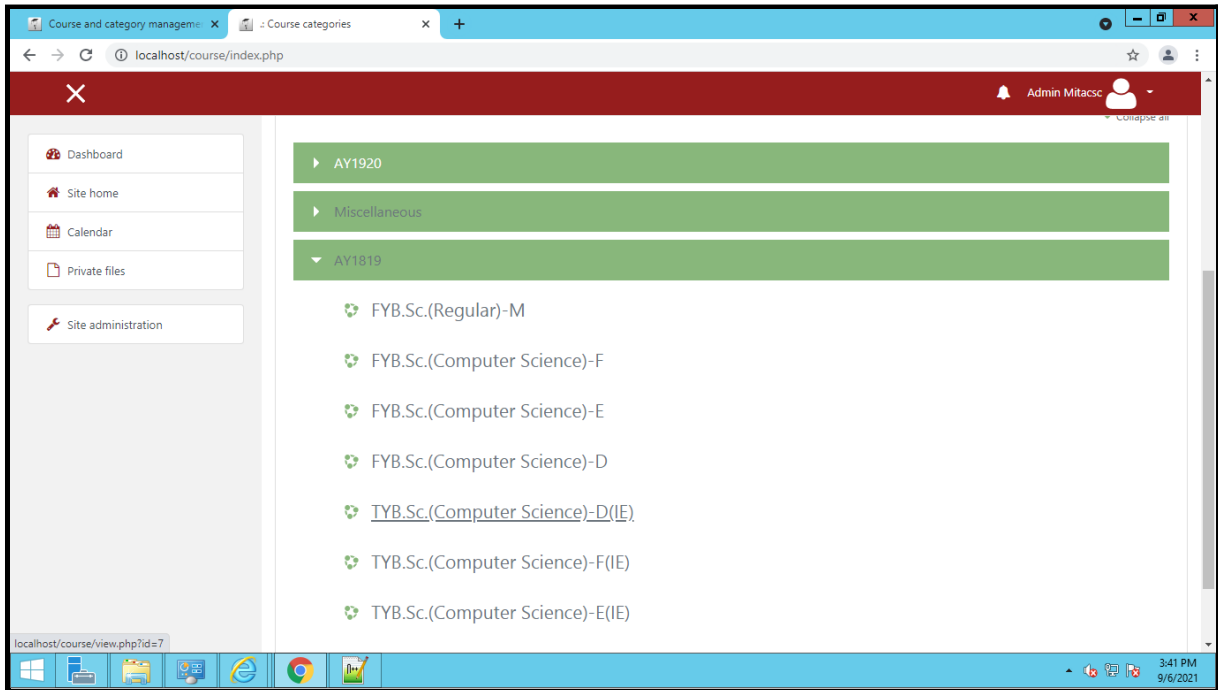 Course and category manageme
.: Course categories
localhost/course/index.php
Admin Mitacsc
Collapse all
Dashboard
Site home
Calendar
Private files
Site administration
AY1920
Miscellaneous
AY1819
FYB.Sc.(Regular)-M
FYB.Sc.(Computer Science)-F
FYB.Sc.(Computer Science)-E
FYB.Sc.(Computer Science)-D
TYB.Sc.(Computer Science)-D(IE)
TYB.Sc.(Computer Science)-F(IE)
TYB.Sc.(Computer Science)-E(IE)
localhost/course/view.php?id=7
3:41 PM
9/6/2021